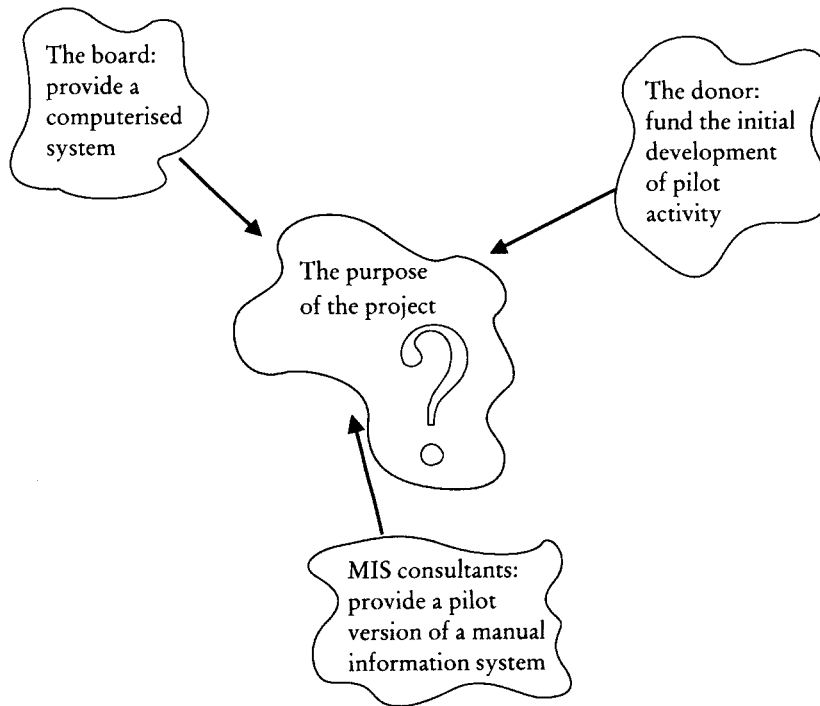 The board:
provide a
computerised
system
The donor:
fund the initial
development
of pilot
activity
The purpose
of the project
?
MIS consultants:
provide a pilot
version of a manual
information system